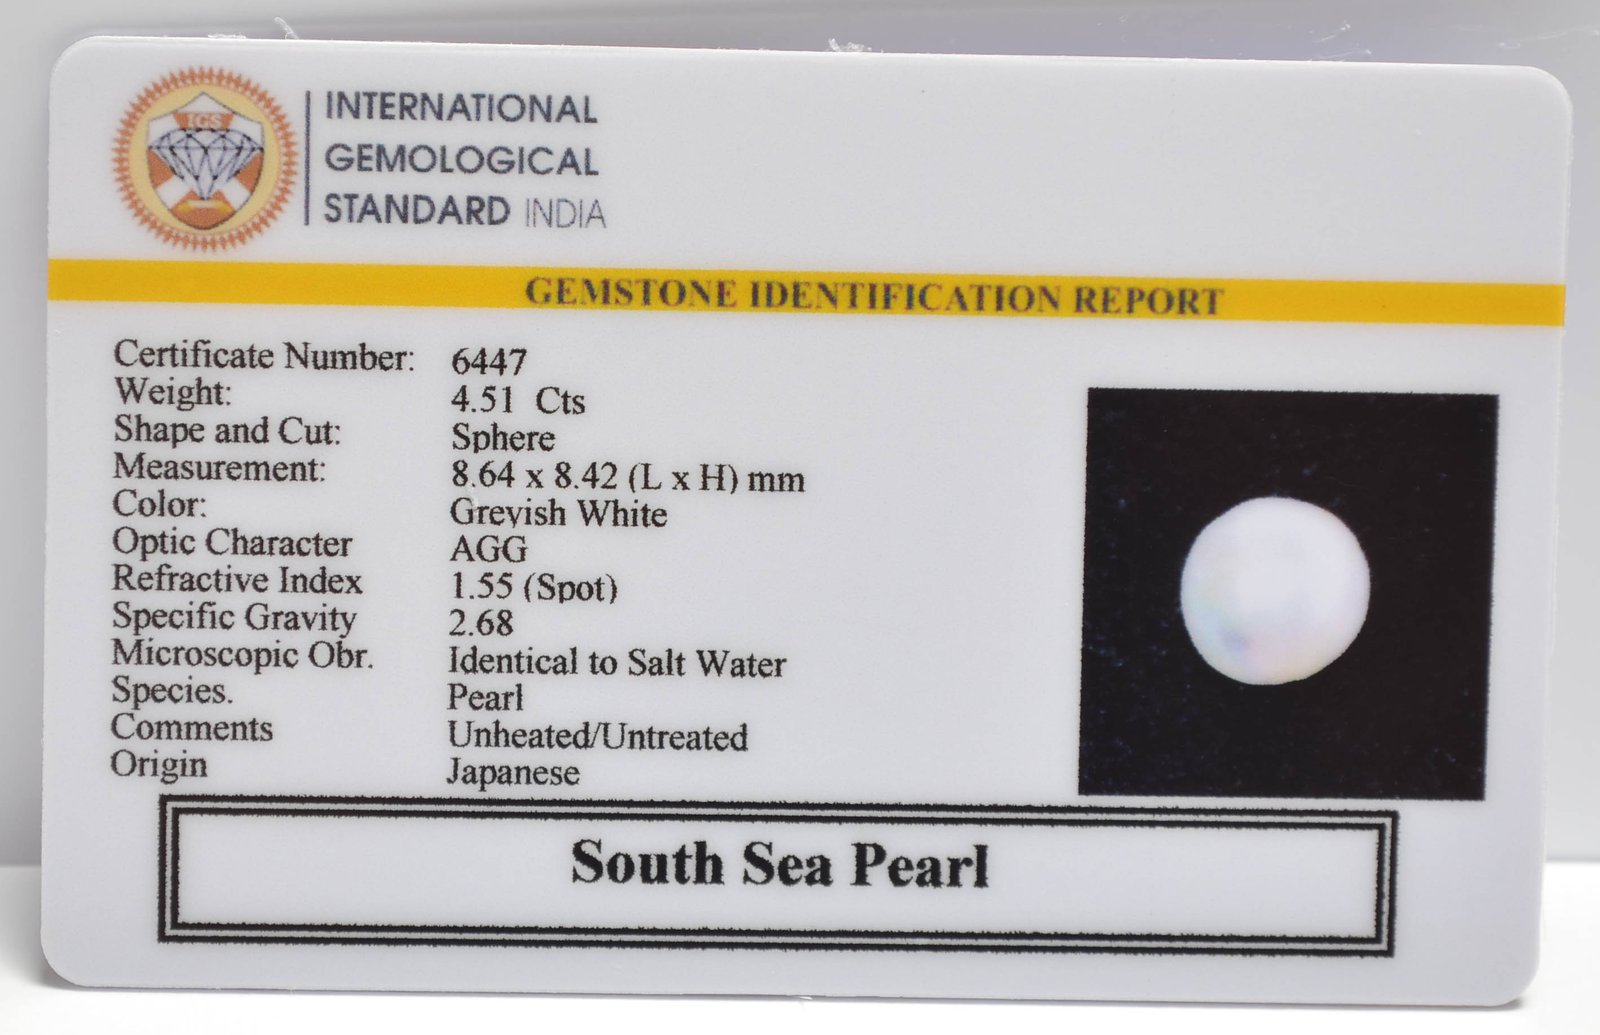 IGS
INTERNATIONAL
GEMOLOGICAL
STANDARD INDIA
GEMSTONE IDENTIFICATION REPORT
Certificate Number: 6447
Weight: 4.51 Cts
Shape and Cut: Sphere
Measurement: 8.64 x 8.42 (L x H) mm
Color: Greyish White
Optic Character AGG
Refractive Index 1.55 (Spot)
Specific Gravity 2.68
Microscopic Obr. Identical to Salt Water
Species. Pearl
Comments Unheated/Untreated
Origin Japanese
South Sea Pearl